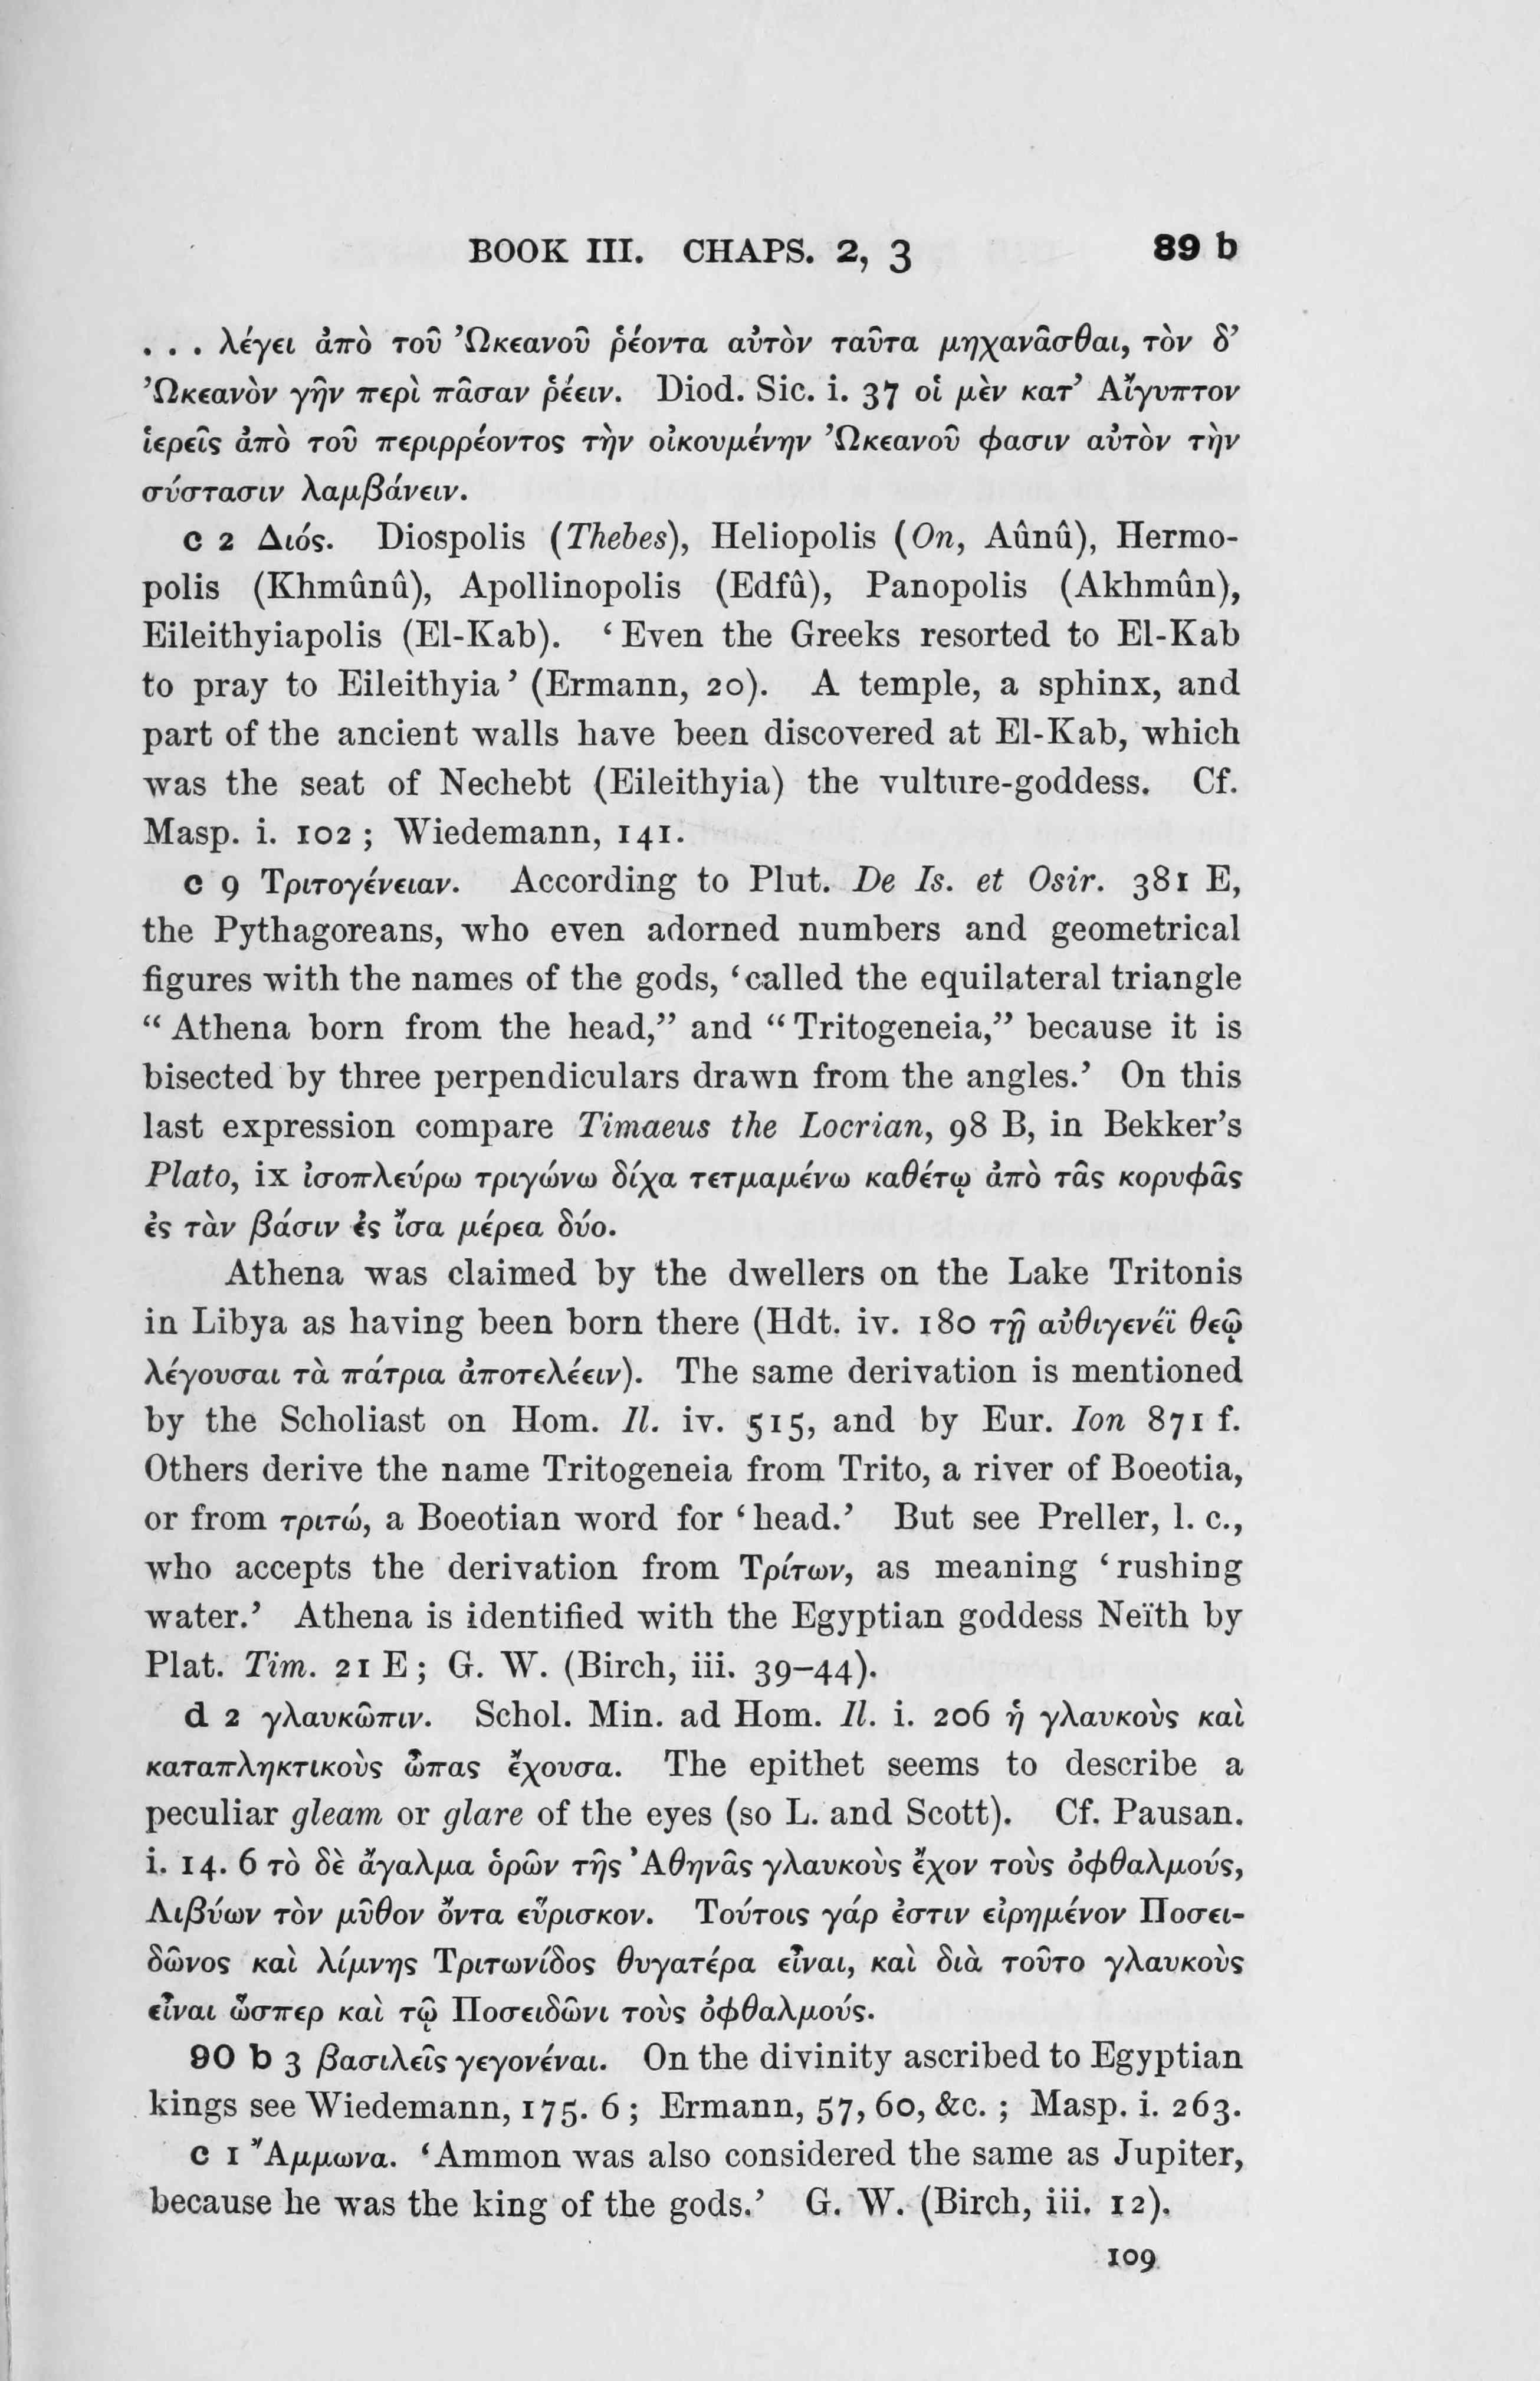 BOOK III. CHAPS. 2, 3 89 b
. . . λέγει ἀπὸ τοῦ Ὠκεανοῦ ῥέοντα αὐτὸν ταῦτα μηχανᾶσθαι, τὸν δ’
Ὠκεανὸν γῆν περὶ πᾶσαν ῥέειν. Diod. Sic. i. 37 οἱ μὲν κατ’ Αἴγυπτον
ἱερεῖς ἀπὸ τοῦ περιρρέοντος τὴν οἰκουμένην Ὠκεανοῦ φασιν αὐτὸν τὴν
σύστασιν λαμβάνειν.
c 2 Διός. Diospolis (Thebes), Heliopolis (On, Aûnû), Hermo-
polis (Khmûnû), Apollinopolis (Edfû), Panopolis (Akhmûn),
Eileithyiapolis (El-Kab). ‘Even the Greeks resorted to El-Kab
to pray to Eileithyia’ (Ermann, 20). A temple, a sphinx, and
part of the ancient walls have been discovered at El-Kab, which
was the seat of Nechebt (Eileithyia) the vulture-goddess. Cf.
Masp. i. 102 ; Wiedemann, 141.
c 9 Τριτογένειαν. According to Plut. De Is. et Osir. 381 E,
the Pythagoreans, who even adorned numbers and geometrical
figures with the names of the gods, ‘called the equilateral triangle
“Athena born from the head,” and “Tritogeneia,” because it is
bisected by three perpendiculars drawn from the angles.’ On this
last expression compare Timaeus the Locrian, 98 B, in Bekker’s
Plato, ix ἰσοπλεύρω τριγώνω δίχα τετμαμένω καθέτῳ ἀπὸ τᾶς κορυφᾶς
ἐς τὰν βάσιν ἐς ἴσα μέρεα δύο.
Athena was claimed by the dwellers on the Lake Tritonis
in Libya as having been born there (Hdt. iv. 180 τῇ αὐθιγενέϊ θεῷ
λέγουσαι τὰ πάτρια ἀποτελέειν). The same derivation is mentioned
by the Scholiast on Hom. Il. iv. 515, and by Eur. Ion 871 f.
Others derive the name Tritogeneia from Trito, a river of Boeotia,
or from τριτώ, a Boeotian word for ‘head.’ But see Preller, l. c.,
who accepts the derivation from Τρίτων, as meaning ‘rushing
water.’ Athena is identified with the Egyptian goddess Neïth by
Plat. Tim. 21 E ; G. W. (Birch, iii. 39–44).
d 2 γλαυκῶπιν. Schol. Min. ad Hom. Il. i. 206 ἡ γλαυκοὺς καὶ
καταπληκτικοὺς ὦπας ἔχουσα. The epithet seems to describe a
peculiar gleam or glare of the eyes (so L. and Scott). Cf. Pausan.
i. 14. 6 τὸ δὲ ἄγαλμα ὁρῶν τῆς Ἀθηνᾶς γλαυκοὺς ἔχον τοὺς ὀφθαλμούς,
Λιβύων τὸν μῦθον ὄντα εὕρισκον. Τούτοις γάρ ἐστιν εἰρημένον Ποσει-
δῶνος καὶ λίμνης Τριτωνίδος θυγατέρα εἶναι, καὶ διὰ τοῦτο γλαυκοὺς
εἶναι ὥσπερ καὶ τῷ Ποσειδῶνι τοὺς ὀφθαλμούς.
90 b 3 βασιλεῖς γεγονέναι. On the divinity ascribed to Egyptian
kings see Wiedemann, 175. 6 ; Ermann, 57, 60, &c. ; Masp. i. 263.
c 1 Ἄμμωνα. ‘Ammon was also considered the same as Jupiter,
because he was the king of the gods.’ G. W. (Birch, iii. 12).
109